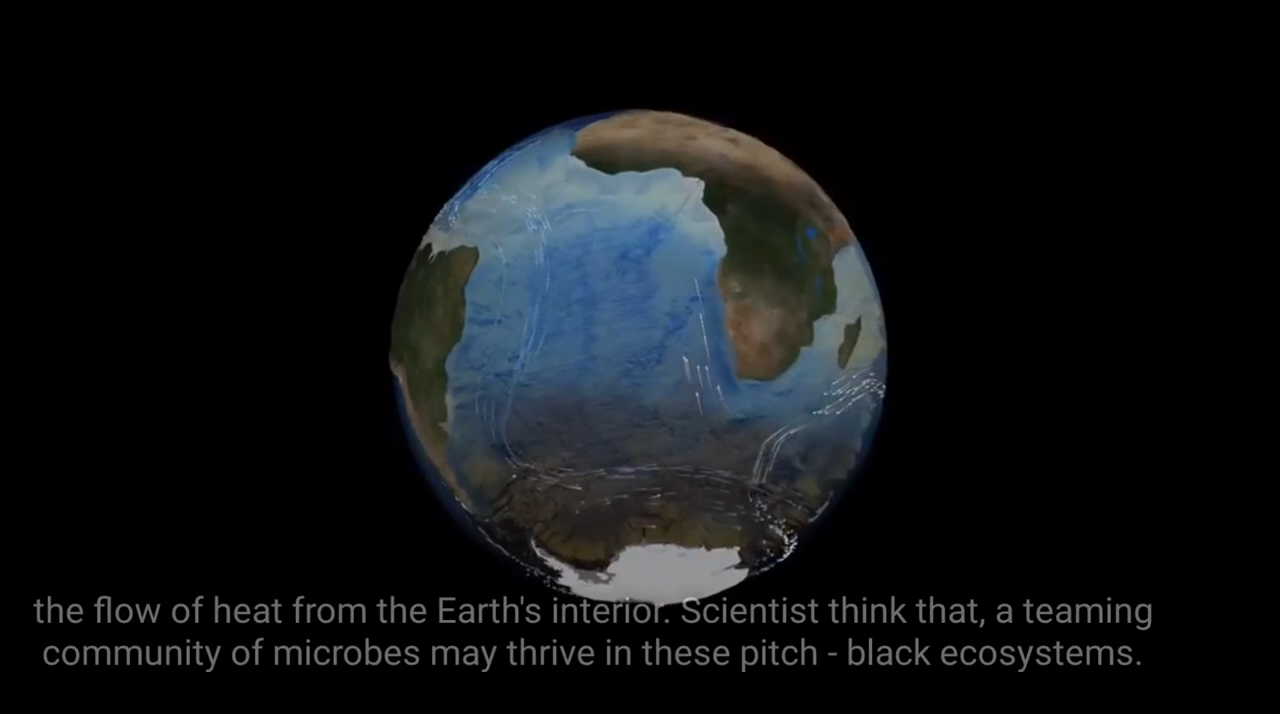 the flow of heat from the Earth's interior. Scientist think that, a teaming
community of microbes may thrive in these pitch - black ecosystems.